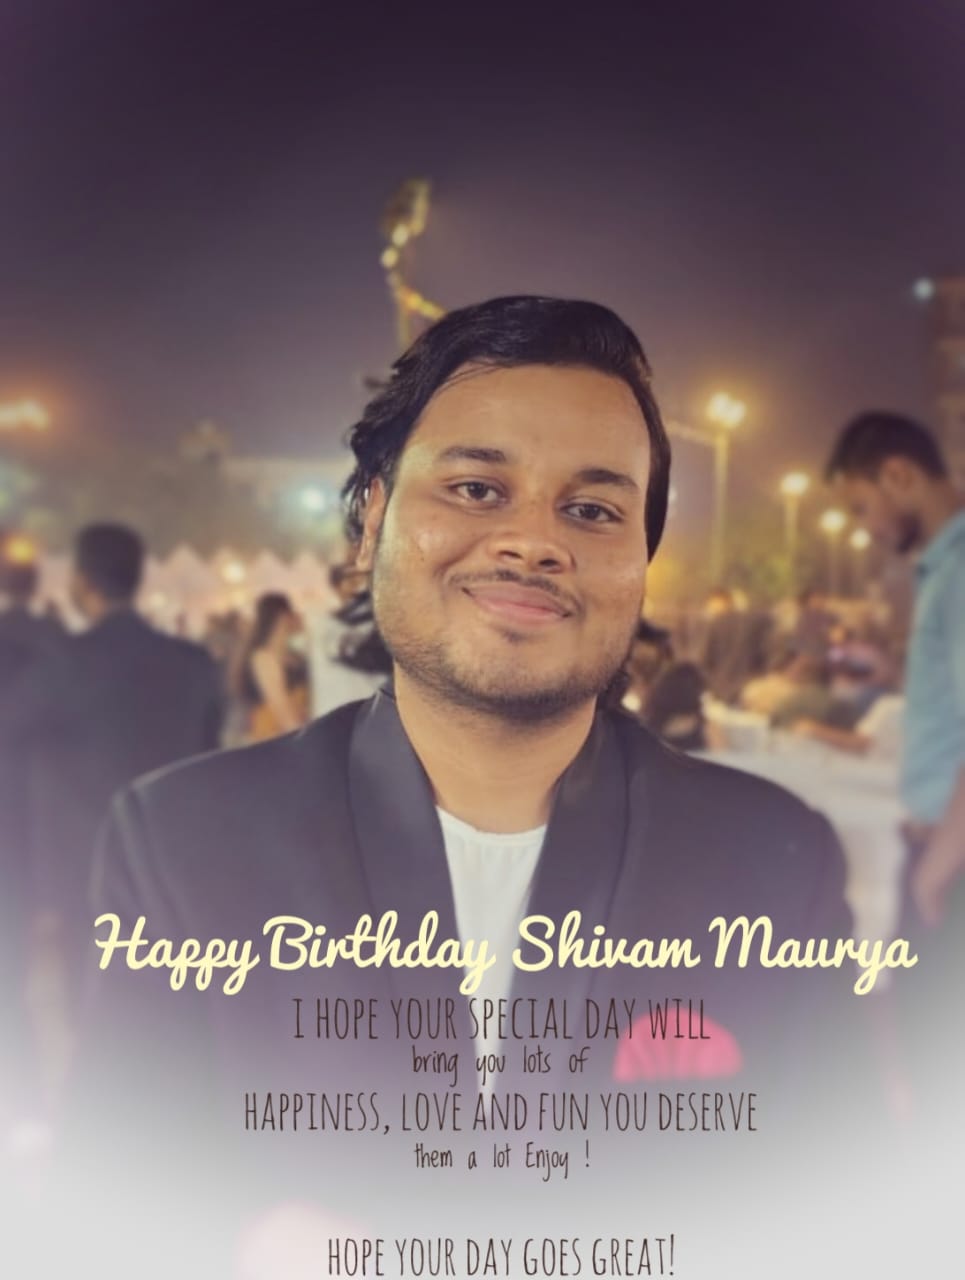 Happy Birthday Shivam Maurya
I HOPE YOUR SPECIAL DAY WILL
bring you lots of
HAPPINESS, LOVE AND FUN YOU DESERVE
them a lot Enjoy !
HOPE YOUR DAY GOES GREAT!